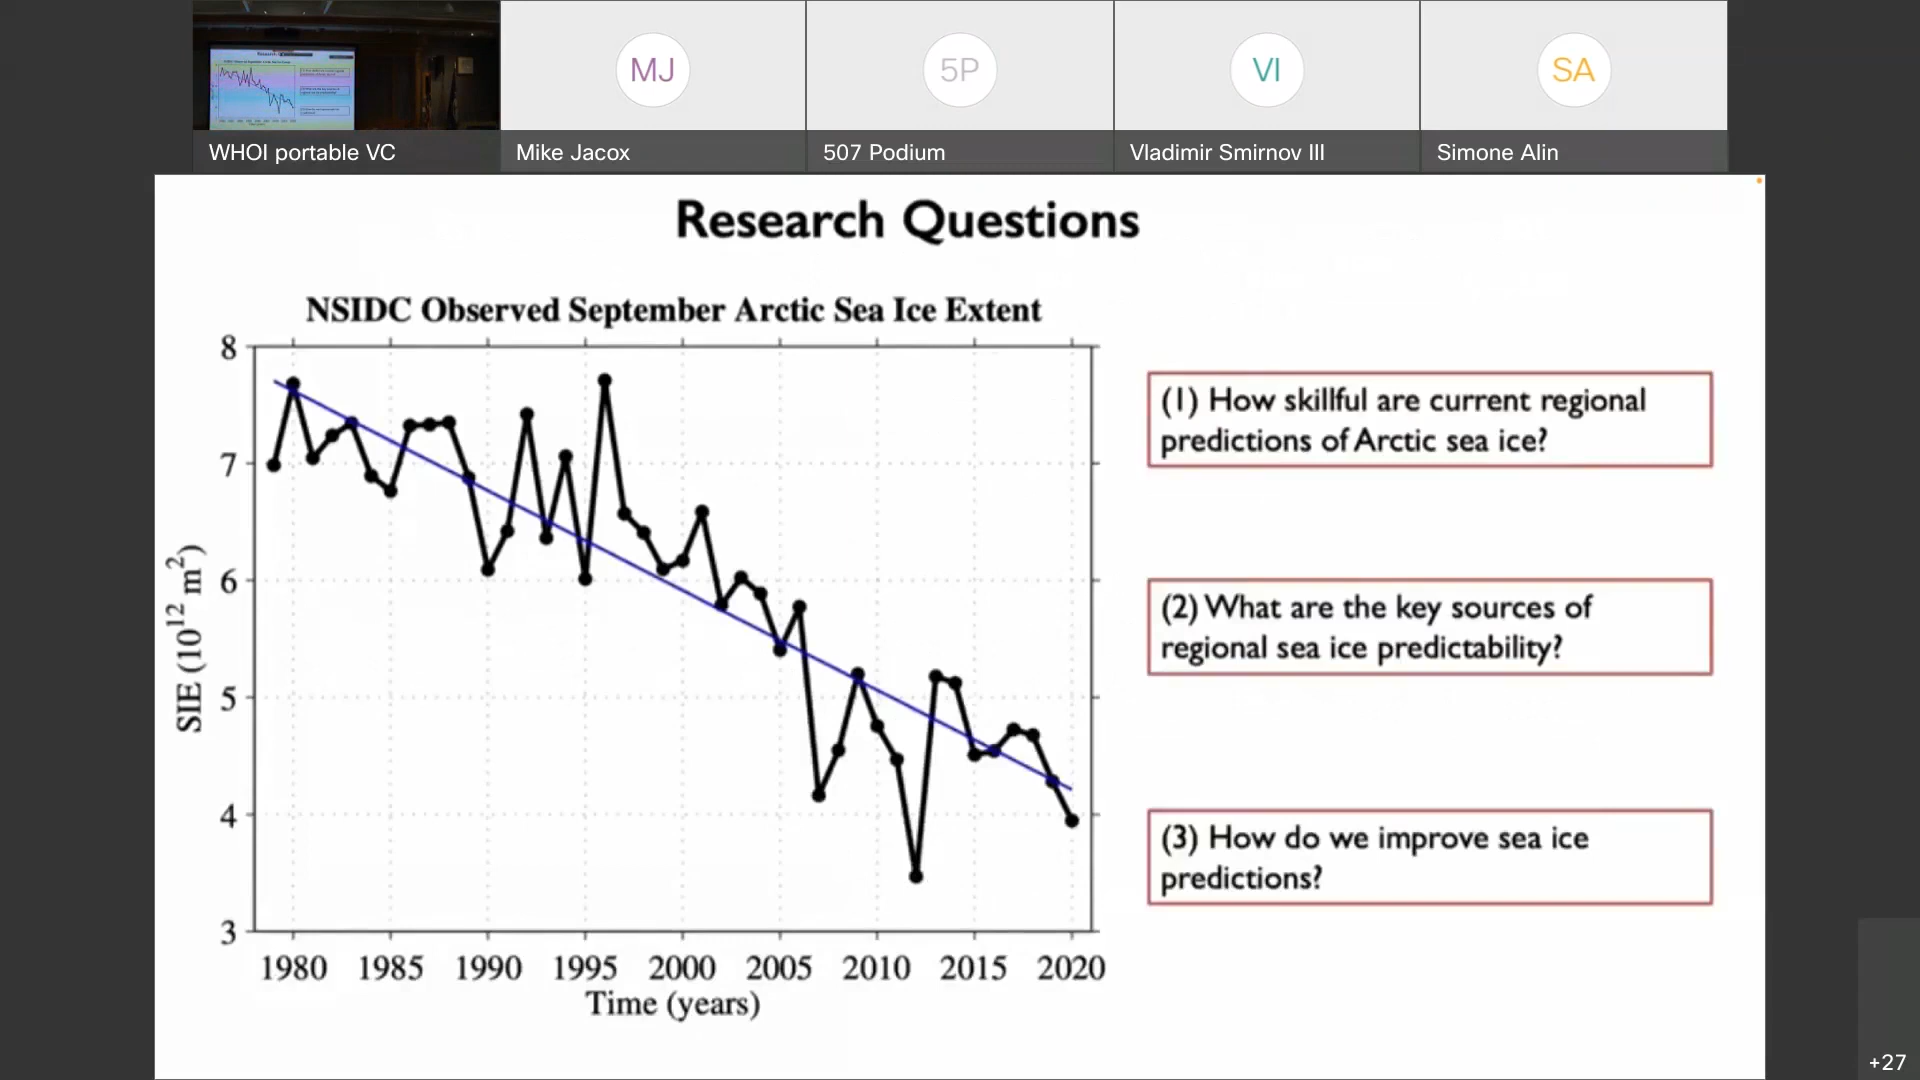 MJ
5P
VI
SA
WHOI portable VC
Mike Jacox
507 Podium
Vladimir Smirnov III
Simone Alin
Research Questions
NSIDC Observed September Arctic Sea Ice Extent
8
7
6
5
4
3
SIE (10¹² m²)
1980 1985 1990 1995 2000 2005 2010 2015 2020
Time (years)
(1) How skillful are current regional
predictions of Arctic sea ice?
(2) What are the key sources of
regional sea ice predictability?
(3) How do we improve sea ice
predictions?
+27